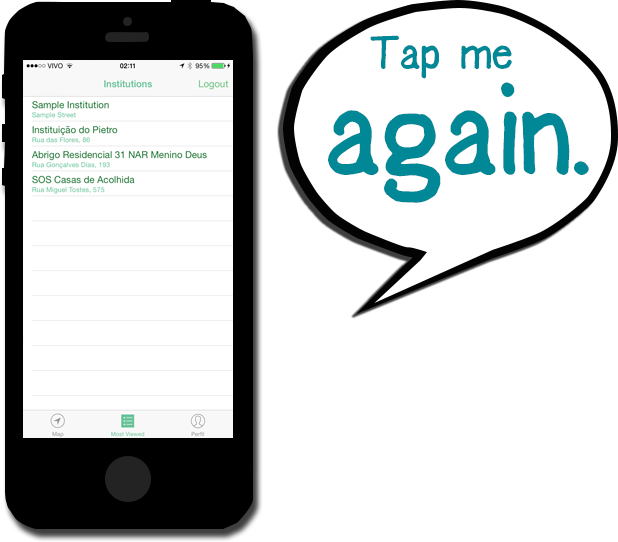 VIVO 02:11 95%
Institutions Logout
Sample Institution
Sample Street
Instituição do Pietro
Rua das Flores, 86
Abrigo Residencial 31 NAR Menino Deus
Rua Gonçalves Dias, 193
SOS Casas de Acolhida
Rua Miguel Tostes, 575
Map Most Viewed Perfil
Tap me
again.